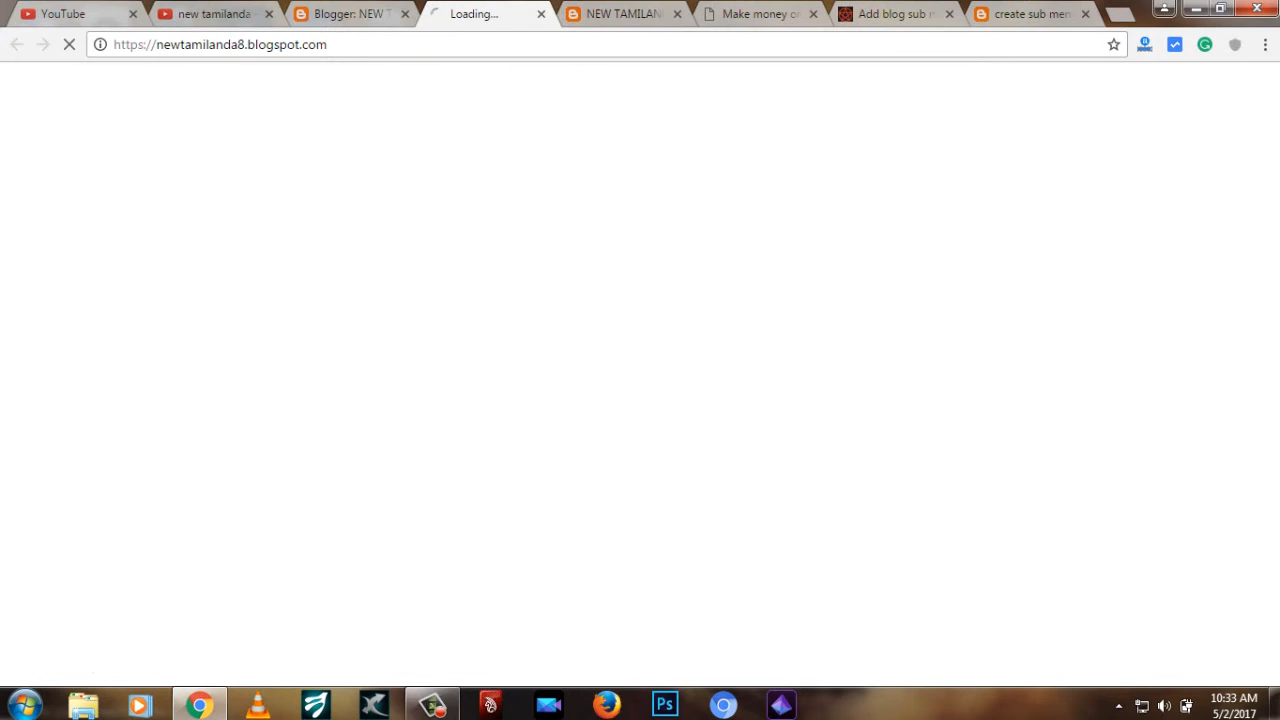 YouTube
new tamilanda
Blogger: NEW T
Loading...
NEW TAMILAN
Make money o
Add blog sub m
create sub men
https://newtamilanda8.blogspot.com
Ps
10:33 AM
5/2/2017